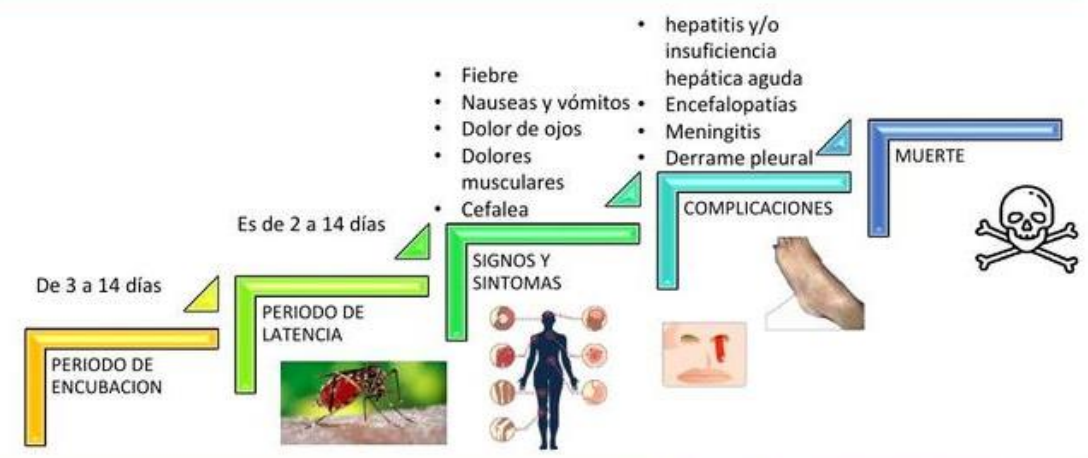 De 3 a 14 días
PERIODO DE
ENCUBACION
Es de 2 a 14 días
PERIODO DE
LATENCIA
• Fiebre
• Nauseas y vómitos
• Dolor de ojos
• Dolores
musculares
• Cefalea
SIGNOS Y
SINTOMAS
• hepatitis y/o
insuficiencia
hepática aguda
• Encefalopatías
• Meningitis
• Derrame pleural
COMPLICACIONES
MUERTE